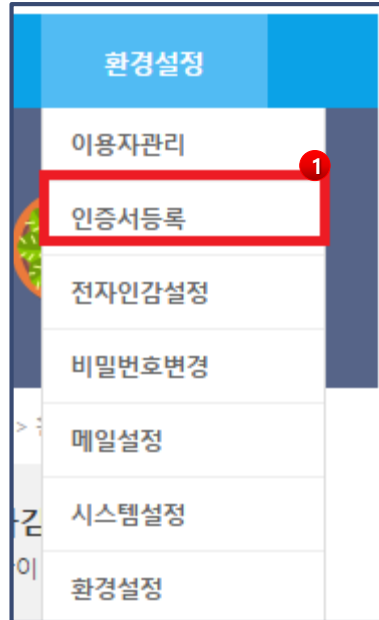 환경설정
이용자관리
1
인증서등록
전자인감설정
비밀번호변경
>
메일설정
시스템설정
이
환경설정